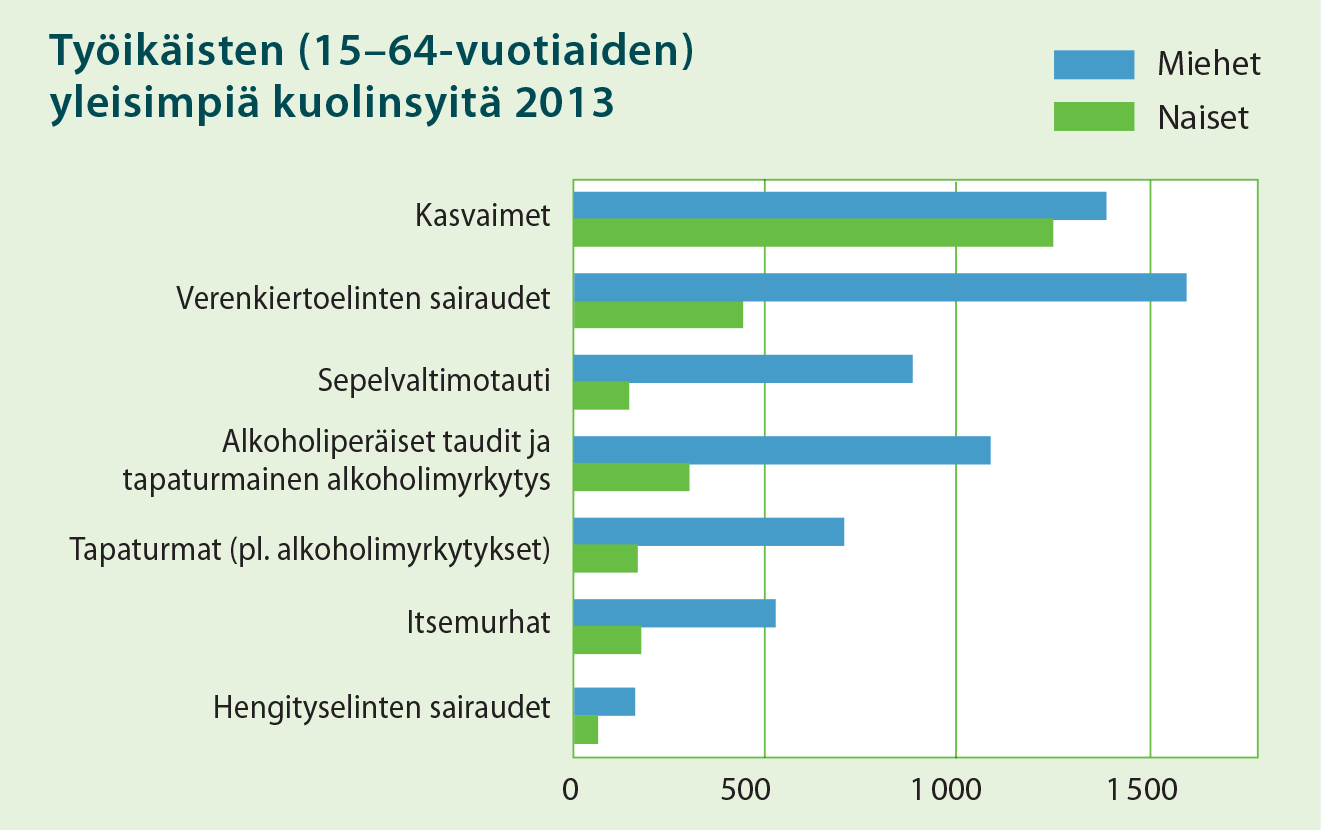 Työikäisten (15–64-vuotiaiden)
yleisimpiä kuolinsyitä 2013
Miehet
Naiset
Kasvaimet
Verenkiertoelinten sairaudet
Sepelvaltimotauti
Alkoholiperäiset taudit ja
tapaturmainen alkoholimyrkytys
Tapaturmat (pl. alkoholimyrkytykset)
Itsemurhat
Hengityselinten sairaudet
0 500 1 000 1 500